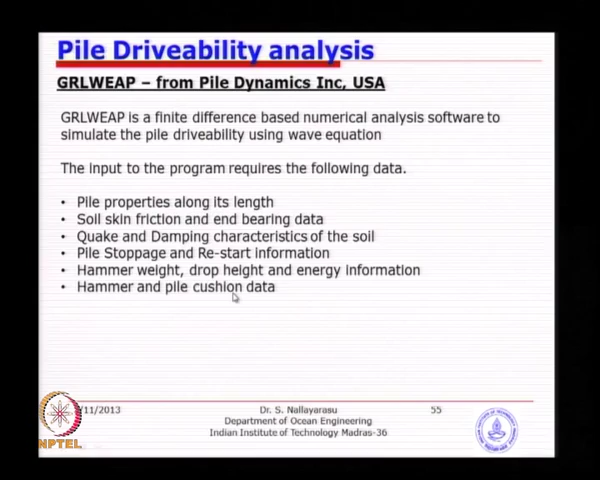 Pile Driveability analysis
GRLWEAP – from Pile Dynamics Inc, USA
GRLWEAP is a finite difference based numerical analysis software to
simulate the pile driveability using wave equation
The input to the program requires the following data.
• Pile properties along its length
• Soil skin friction and end bearing data
• Quake and Damping characteristics of the soil
• Pile Stoppage and Re-start information
• Hammer weight, drop height and energy information
• Hammer and pile cushion data
/11/2013
Dr. S. Nallayarasu
55
Department of Ocean Engineering
Indian Institute of Technology Madras-36
NPTEL